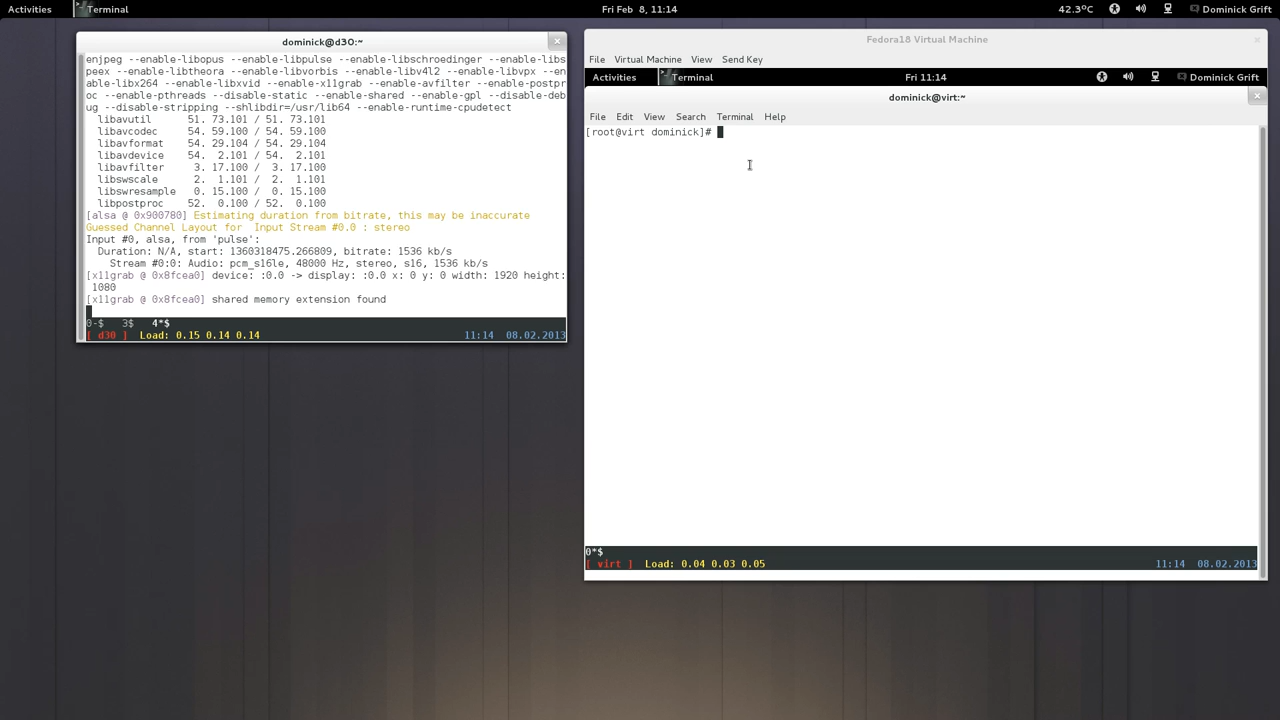 Activities Terminal Fri Feb 8, 11:14 42.3°C Dominick Grift
dominick@d30:~
enjpeg --enable-libopus --enable-libpulse --enable-libschroedinger --enable-libs
peex --enable-libtheora --enable-libvorbis --enable-libv4l2 --enable-libvpx --en
able-libx264 --enable-libxvid --enable-x11grab --enable-avfilter --enable-postpr
oc --enable-pthreads --disable-static --enable-shared --enable-gpl --disable-deb
ug --disable-stripping --shlibdir=/usr/lib64 --enable-runtime-cpudetect
libavutil 51. 73.101 / 51. 73.101
libavcodec 54. 59.100 / 54. 59.100
libavformat 54. 29.104 / 54. 29.104
libavdevice 54. 2.101 / 54. 2.101
libavfilter 3. 17.100 / 3. 17.100
libswscale 2. 1.101 / 2. 1.101
libswresample 0. 15.100 / 0. 15.100
libpostproc 52. 0.100 / 52. 0.100
[alsa @ 0x900780] Estimating duration from bitrate, this may be inaccurate
Guessed Channel Layout for Input Stream #0.0 : stereo
Input #0, alsa, from 'pulse':
Duration: N/A, start: 1360318475.266809, bitrate: 1536 kb/s
Stream #0:0: Audio: pcm_s16le, 48000 Hz, stereo, s16, 1536 kb/s
[x11grab @ 0x8fcea0] device: :0.0 -> display: :0.0 x: 0 y: 0 width: 1920 height:
1080
[x11grab @ 0x8fcea0] shared memory extension found
0-$ 3$ 4*$
[ d30 ] Load: 0.15 0.14 0.14 11:14 08.02.2013
Fedora18 Virtual Machine
File Virtual Machine View Send Key
Activities Terminal Fri 11:14 Dominick Grift
dominick@virt:~
File Edit View Search Terminal Help
[root@virt dominick]#
0*$
[ virt ] Load: 0.04 0.03 0.05 11:14 08.02.2013